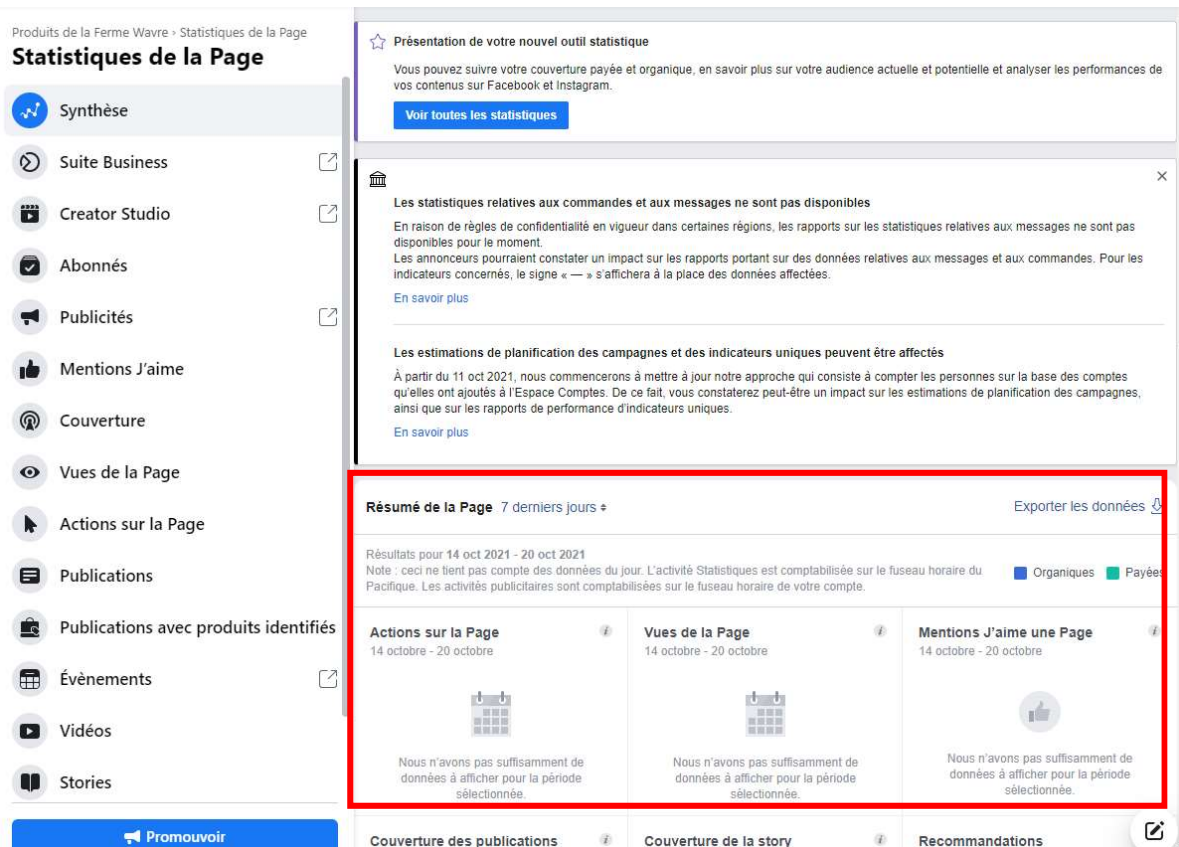 Produits de la Ferme Wavre › Statistiques de la Page
Statistiques de la Page
Synthèse
Suite Business
Creator Studio
Abonnés
Publicités
Mentions J'aime
Couverture
Vues de la Page
Actions sur la Page
Publications
Publications avec produits identifiés
Évènements
Vidéos
Stories
Promouvoir
Présentation de votre nouvel outil statistique
Vous pouvez suivre votre couverture payée et organique, en savoir plus sur votre audience actuelle et potentielle et analyser les performances de
vos contenus sur Facebook et Instagram.
Voir toutes les statistiques
Les statistiques relatives aux commandes et aux messages ne sont pas disponibles
En raison de règles de confidentialité en vigueur dans certaines régions, les rapports sur les statistiques relatives aux messages ne sont pas
disponibles pour le moment.
Les annonceurs pourraient constater un impact sur les rapports portant sur des données relatives aux messages et aux commandes. Pour les
indicateurs concernés, le signe « — » s'affichera à la place des données affectées.
En savoir plus
Les estimations de planification des campagnes et des indicateurs uniques peuvent être affectés
À partir du 11 oct 2021, nous commencerons à mettre à jour notre approche qui consiste à compter les personnes sur la base des comptes
qu'elles ont ajoutés à l'Espace Comptes. De ce fait, vous constaterez peut-être un impact sur les estimations de planification des campagnes,
ainsi que sur les rapports de performance d'indicateurs uniques.
En savoir plus
Résumé de la Page 7 derniers jours
Exporter les données
Résultats pour 14 oct 2021 - 20 oct 2021
Note : ceci ne tient pas compte des données du jour. L'activité Statistiques est comptabilisée sur le fuseau horaire du
Pacifique. Les activités publicitaires sont comptabilisées sur le fuseau horaire de votre compte.
Organiques Payées
Actions sur la Page
14 octobre - 20 octobre
Nous n'avons pas suffisamment de
données à afficher pour la période
sélectionnée.
Vues de la Page
14 octobre - 20 octobre
Nous n'avons pas suffisamment de
données à afficher pour la période
sélectionnée.
Mentions J'aime une Page
14 octobre - 20 octobre
Nous n'avons pas suffisamment de
données à afficher pour la période
sélectionnée.
Couverture des publications
Couverture de la story
Recommandations